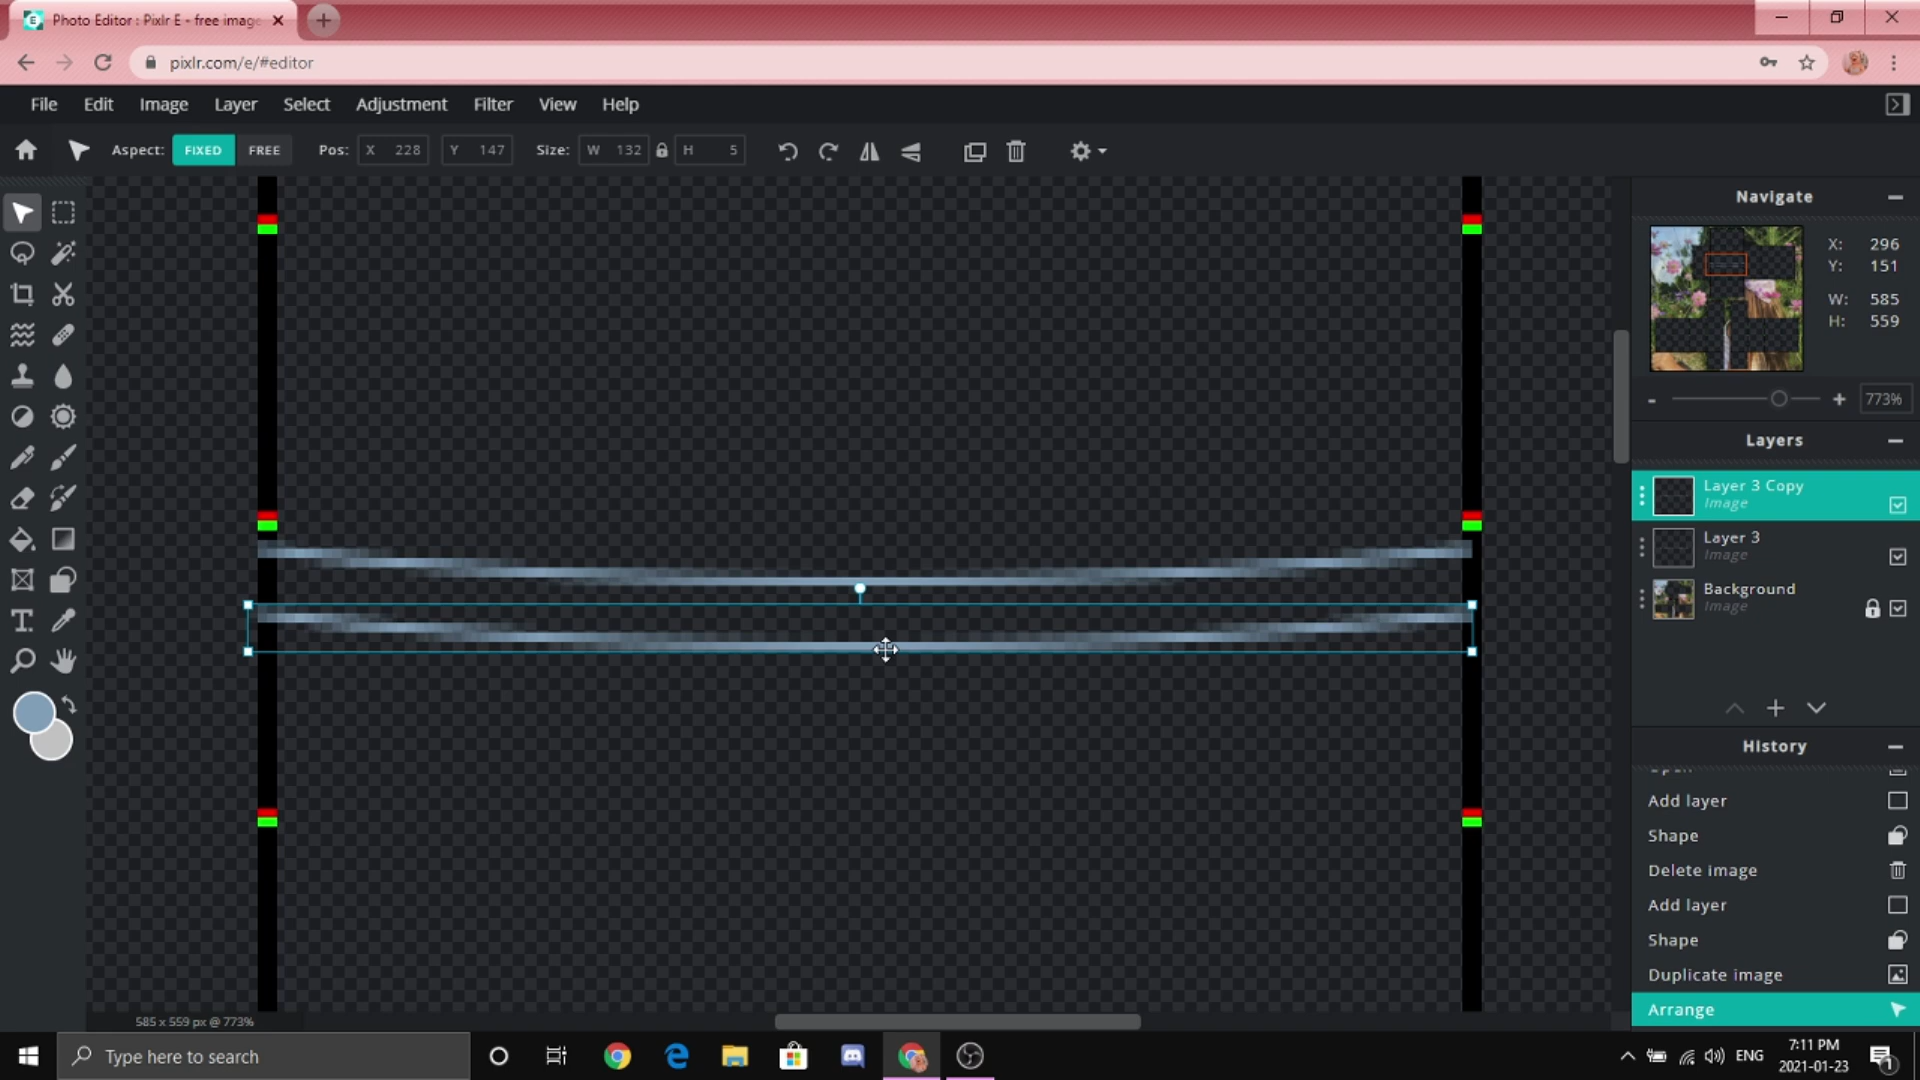 Photo Editor : Pixlr E - free image
pixlr.com/e/#editor
File Edit Image Layer Select Adjustment Filter View Help
Aspect: FIXED FREE Pos: X 228 Y 147 Size: W 132 H 5
Navigate
X: 296
Y: 151
W: 585
H: 559
- + 773%
Layers
Layer 3 Copy
Image
Layer 3
Image
Background
Image
History
Add layer
Shape
Delete image
Add layer
Shape
Duplicate image
Arrange
585 x 559 px @ 773%
Type here to search
ENG
7:11 PM
2021-01-23
1